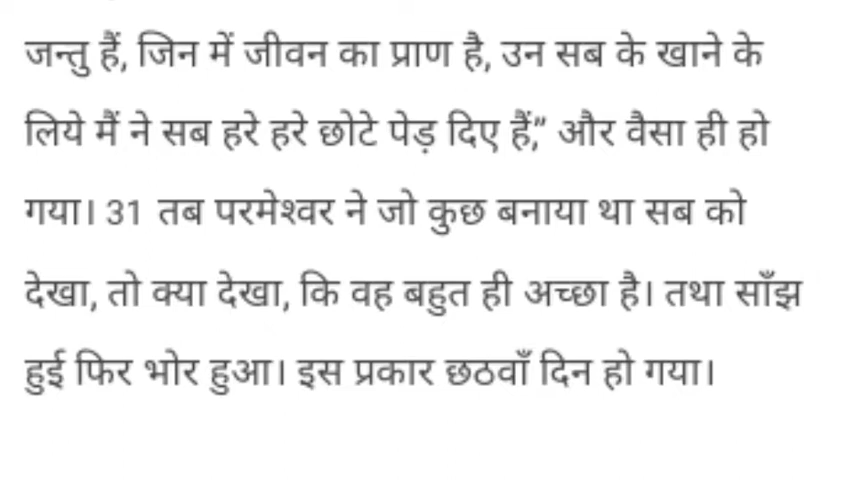 जन्तु हैं, जिन में जीवन का प्राण है, उन सब के खाने के
लिये मैं ने सब हरे हरे छोटे पेड़ दिए हैं,” और वैसा ही हो
गया। 31 तब परमेश्वर ने जो कुछ बनाया था सब को
देखा, तो क्या देखा, कि वह बहुत ही अच्छा है। तथा साँझ
हुई फिर भोर हुआ। इस प्रकार छठवाँ दिन हो गया।